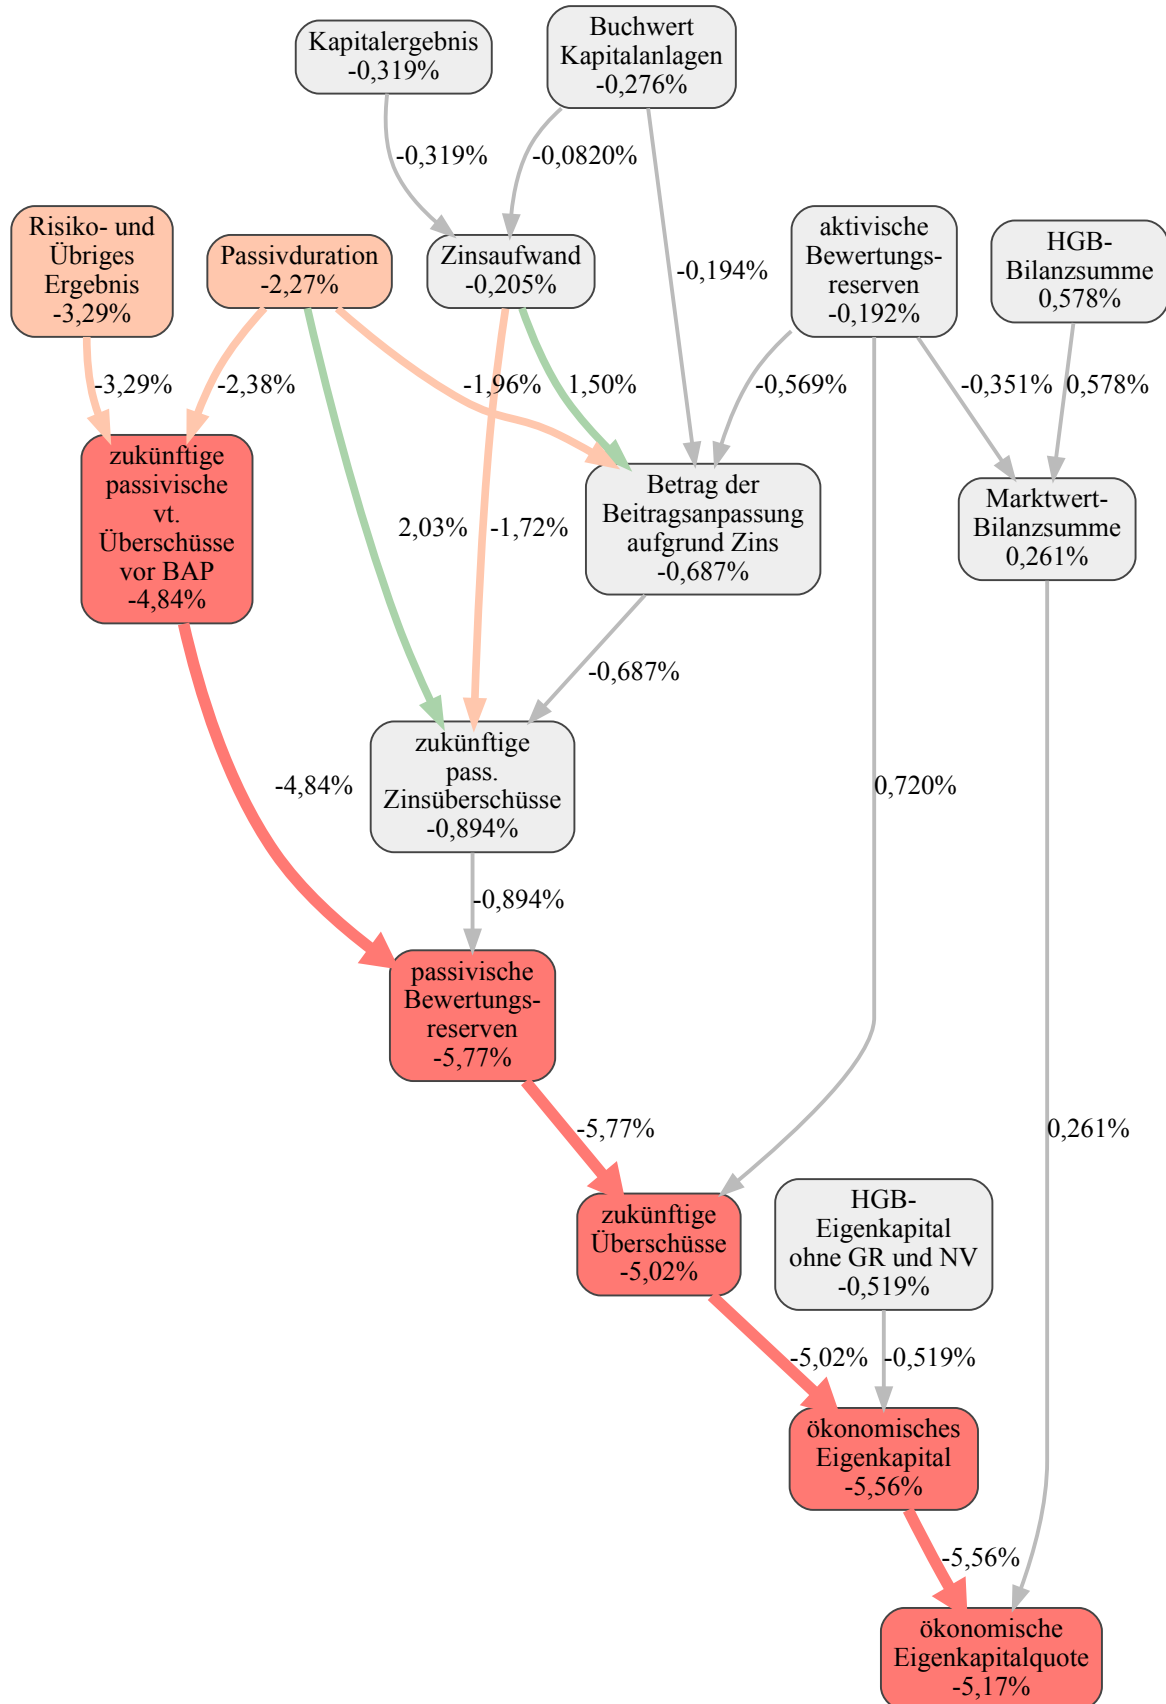 Kapitalergebnis
-0,319%
Buchwert
Kapitalanlagen
-0,276%
-0,319%
-0,0820%
Risiko- und
Übriges
Ergebnis
-3,29%
Passivduration
-2,27%
Zinsaufwand
-0,205%
-0,194%
aktivische
Bewertungs-
reserven
-0,192%
HGB-
Bilanzsumme
0,578%
-3,29%
-2,38%
-1,96%
1,50%
-0,569%
-0,351%
0,578%
zukünftige
passivische
vt.
Überschüsse
vor BAP
-4,84%
2,03%
-1,72%
Betrag der
Beitragsanpassung
aufgrund Zins
-0,687%
Marktwert-
Bilanzsumme
0,261%
-0,687%
-4,84%
zukünftige
pass.
Zinsüberschüsse
-0,894%
0,720%
-0,894%
passivische
Bewertungs-
reserven
-5,77%
-5,77%
0,261%
zukünftige
Überschüsse
-5,02%
HGB-
Eigenkapital
ohne GR und NV
-0,519%
-5,02%
-0,519%
ökonomisches
Eigenkapital
-5,56%
-5,56%
ökonomische
Eigenkapitalquote
-5,17%